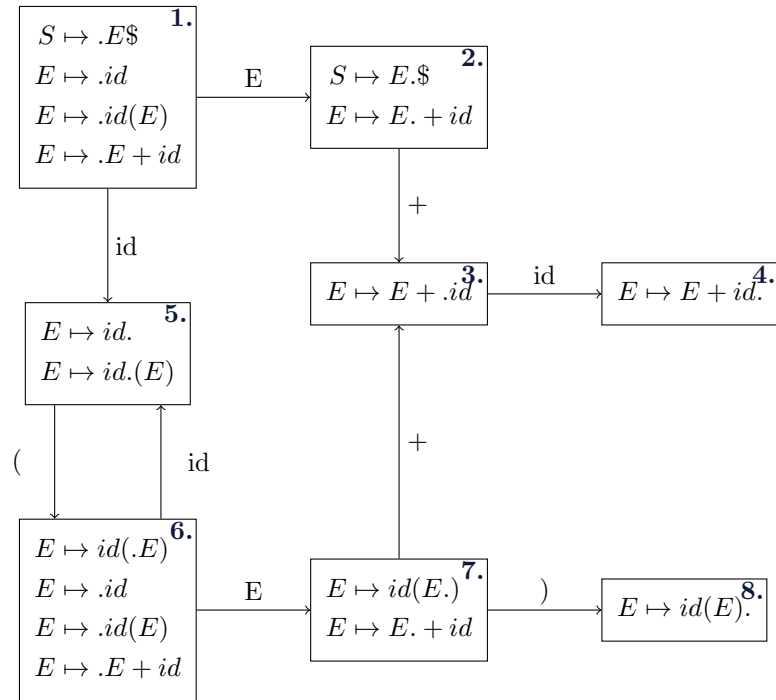 1.
S ↦ .E$
E ↦ .id
E ↦ .id(E)
E ↦ .E + id
E
2.
S ↦ E.$
E ↦ E. + id
id
+
3.
E ↦ E + .id
id
4.
E ↦ E + id.
5.
E ↦ id.
E ↦ id.(E)
(
id
+
6.
E ↦ id(.E)
E ↦ .id
E ↦ .id(E)
E ↦ .E + id
E
7.
E ↦ id(E.)
E ↦ E. + id
)
8.
E ↦ id(E).